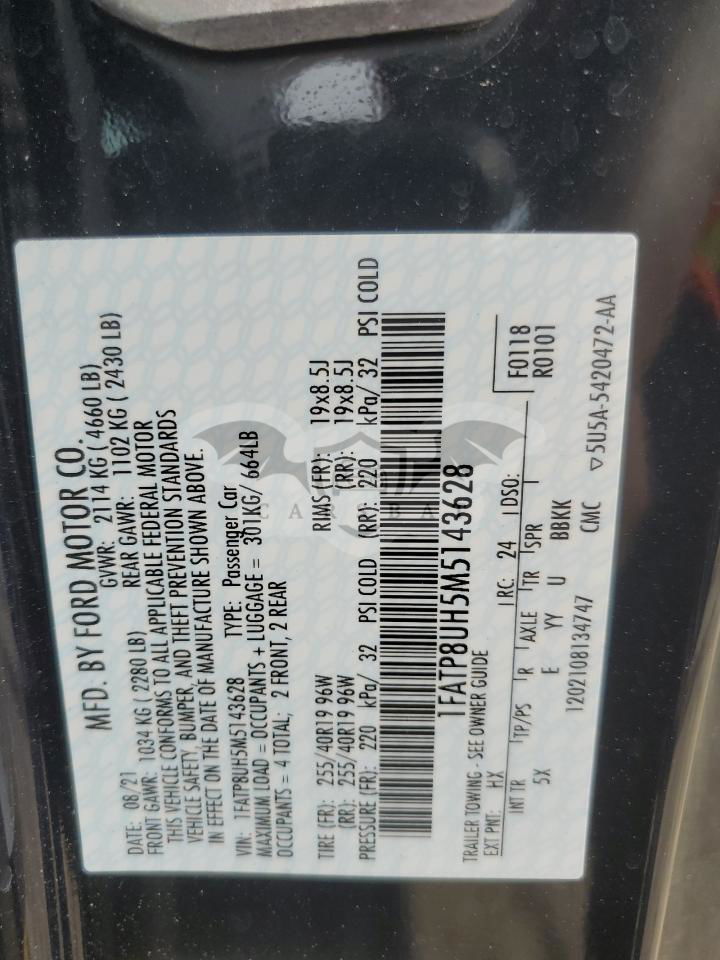 MFD. BY FORD MOTOR CO.
DATE: 08/21 GVWR: 2114 KG ( 4660 LB)
FRONT GAWR: 1034 KG ( 2280 LB) REAR GAWR: 1102 KG ( 2430 LB)
THIS VEHICLE CONFORMS TO ALL APPLICABLE FEDERAL MOTOR
VEHICLE SAFETY, BUMPER, AND THEFT PREVENTION STANDARDS
IN EFFECT ON THE DATE OF MANUFACTURE SHOWN ABOVE.
VIN: 1FATP8UH5M5143628 TYPE: Passenger Car
MAXIMUM LOAD = OCCUPANTS + LUGGAGE = 301KG/ 664LB
OCCUPANTS = 4 TOTAL; 2 FRONT, 2 REAR
TIRE (FR): 255/40R19 96W RIMS (FR): 19x8.5J
(RR): 255/40R19 96W (RR): 19x8.5J
PRESSURE (FR): 220 kPa/ 32 PSI COLD (RR): 220 kPa/ 32 PSI COLD
1FATP8UH5M5143628
TRAILER TOWING - SEE OWNER GUIDE
F0118
EXT PNT: HX RC: 24 DSO: R0101
INT TR TP/PS R AXLE TR SPR
5X E YY U BBKK
1202108134747 CMC ▽5U5A-5420472-AA